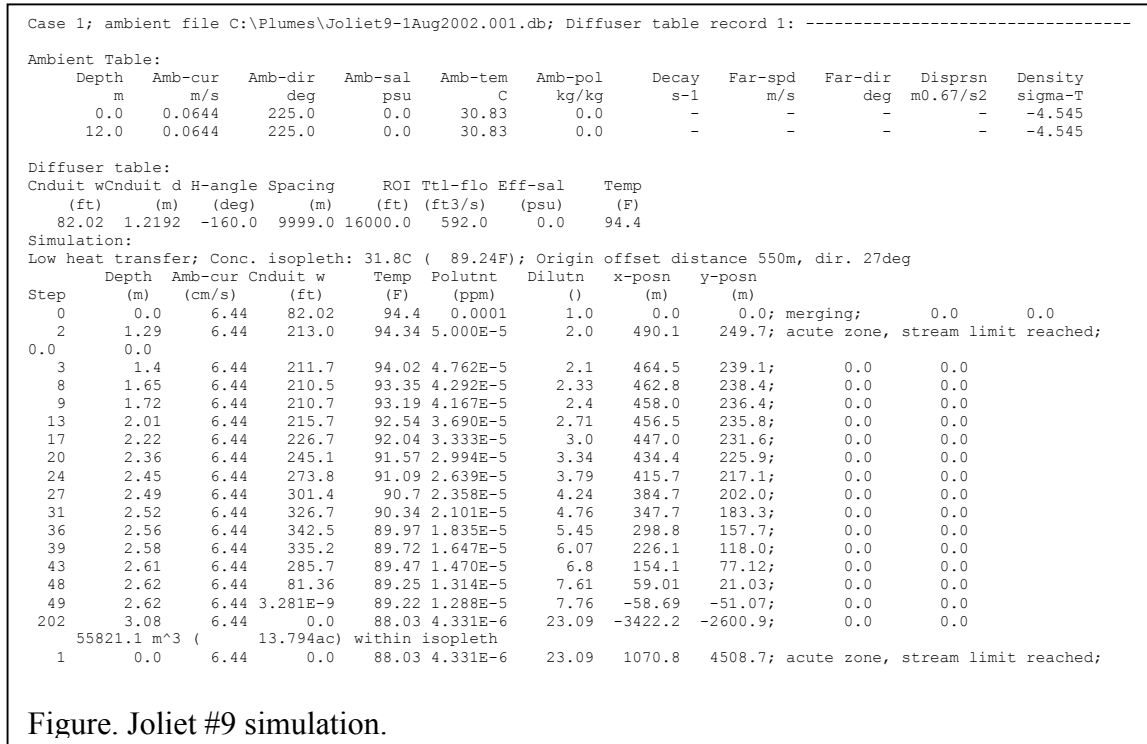 Case 1; ambient file C:\Plumes\Joliet9-1Aug2002.001.db; Diffuser table record 1: ----------------------------------
Ambient Table:
Depth Amb-cur Amb-dir Amb-sal Amb-tem Amb-pol Decay Far-spd Far-dir Disprsn Density
m m/s deg psu C kg/kg s-1 m/s deg m0.67/s2 sigma-T
0.0 0.0644 225.0 0.0 30.83 0.0 - - - - -4.545
12.0 0.0644 225.0 0.0 30.83 0.0 - - - - -4.545
Diffuser table:
Cnduit wCnduit d H-angle Spacing ROI Ttl-flo Eff-sal Temp
(ft) (m) (deg) (m) (ft) (ft3/s) (psu) (F)
82.02 1.2192 -160.0 9999.0 16000.0 592.0 0.0 94.4
Simulation:
Low heat transfer; Conc. isopleth: 31.8C ( 89.24F); Origin offset distance 550m, dir. 27deg
Depth Amb-cur Cnduit w Temp Polutnt Dilutn x-posn y-posn
Step (m) (cm/s) (ft) (F) (ppm) () (m) (m)
0 0.0 6.44 82.02 94.4 0.0001 1.0 0.0 0.0; merging; 0.0 0.0
2 1.29 6.44 213.0 94.34 5.000E-5 2.0 490.1 249.7; acute zone, stream limit reached;
0.0 0.0
3 1.4 6.44 211.7 94.02 4.762E-5 2.1 464.5 239.1; 0.0 0.0
8 1.65 6.44 210.5 93.35 4.292E-5 2.33 462.8 238.4; 0.0 0.0
9 1.72 6.44 210.7 93.19 4.167E-5 2.4 458.0 236.4; 0.0 0.0
13 2.01 6.44 215.7 92.54 3.690E-5 2.71 456.5 235.8; 0.0 0.0
17 2.22 6.44 226.7 92.04 3.333E-5 3.0 447.0 231.6; 0.0 0.0
20 2.36 6.44 245.1 91.57 2.994E-5 3.34 434.4 225.9; 0.0 0.0
24 2.45 6.44 273.8 91.09 2.639E-5 3.79 415.7 217.1; 0.0 0.0
27 2.49 6.44 301.4 90.7 2.358E-5 4.24 384.7 202.0; 0.0 0.0
31 2.52 6.44 326.7 90.34 2.101E-5 4.76 347.7 183.3; 0.0 0.0
36 2.56 6.44 342.5 89.97 1.835E-5 5.45 298.8 157.7; 0.0 0.0
39 2.58 6.44 335.2 89.72 1.647E-5 6.07 226.1 118.0; 0.0 0.0
43 2.61 6.44 285.7 89.47 1.470E-5 6.8 154.1 77.12; 0.0 0.0
48 2.62 6.44 81.36 89.25 1.314E-5 7.61 59.01 21.03; 0.0 0.0
49 2.62 6.44 3.281E-9 89.22 1.288E-5 7.76 -58.69 -51.07; 0.0 0.0
202 3.08 6.44 0.0 88.03 4.331E-6 23.09 -3422.2 -2600.9; 0.0 0.0
55821.1 m^3 ( 13.794ac) within isopleth
1 0.0 6.44 0.0 88.03 4.331E-6 23.09 1070.8 4508.7; acute zone, stream limit reached;
Figure. Joliet #9 simulation.